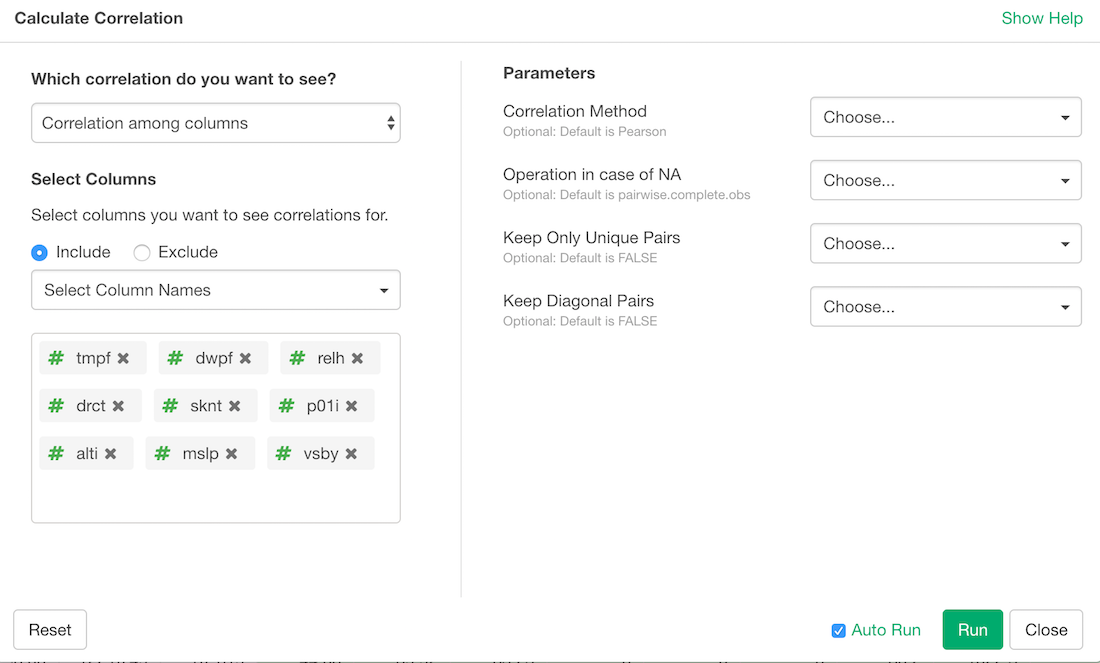 Calculate Correlation
Show Help
Which correlation do you want to see?
Correlation among columns
Select Columns
Select columns you want to see correlations for.
Include Exclude
Select Column Names
# tmpf ✖ # dwpf ✖ # relh ✖
# drct ✖ # sknt ✖ # p01i ✖
# alti ✖ # mslp ✖ # vsby ✖
Parameters
Correlation Method
Optional: Default is Pearson
Choose...
Operation in case of NA
Optional: Default is pairwise.complete.obs
Choose...
Keep Only Unique Pairs
Optional: Default is FALSE
Choose...
Keep Diagonal Pairs
Optional: Default is FALSE
Choose...
Reset
Auto Run
Run
Close